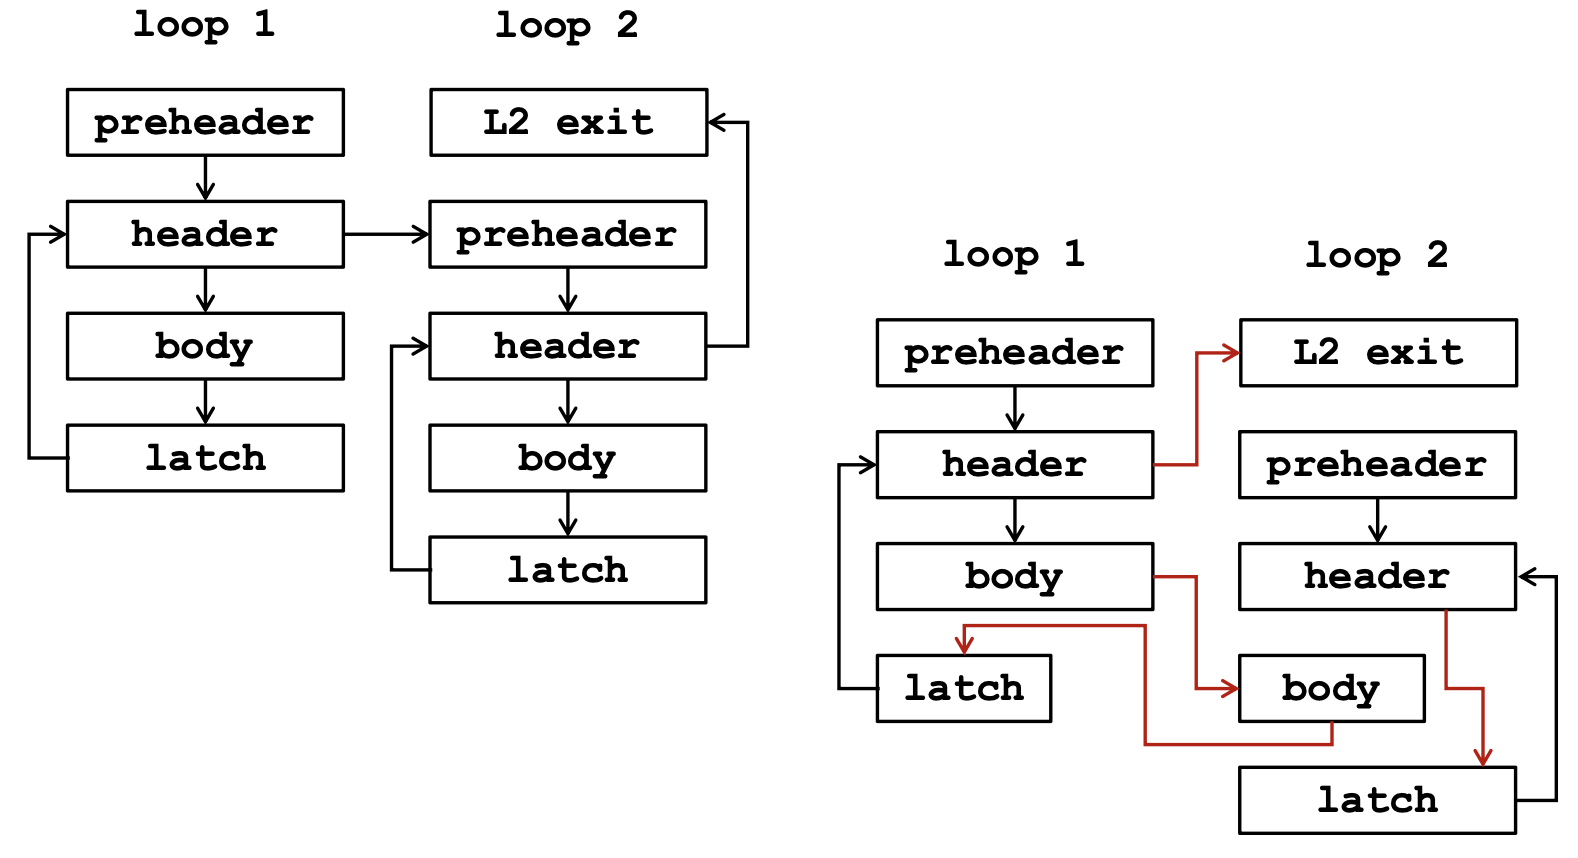 loop 1
preheader
header
body
latch
loop 2
L2 exit
preheader
header
body
latch
loop 1
preheader
header
body
latch
loop 2
L2 exit
preheader
header
body
latch